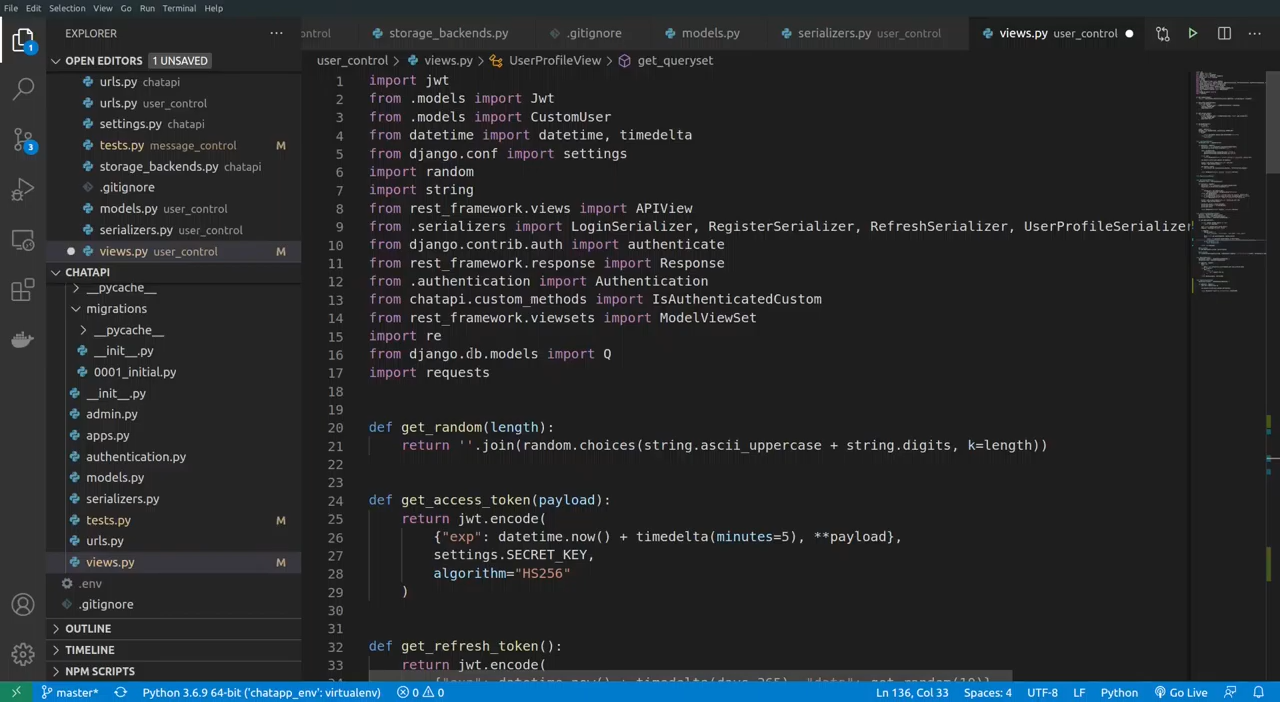 File Edit Selection View Go Run Terminal Help
1
EXPLORER
ontrol
storage_backends.py
.gitignore
models.py
serializers.py user_control
views.py user_control
OPEN EDITORS 1 UNSAVED
user_control > views.py > UserProfileView > get_queryset
urls.py chatapi
urls.py user_control
settings.py chatapi
tests.py message_control M
storage_backends.py chatapi
.gitignore
models.py user_control
serializers.py user_control
views.py user_control M
CHATAPI
__pycache__
migrations
__pycache__
__init__.py
0001_initial.py
__init__.py
admin.py
apps.py
authentication.py
models.py
serializers.py
tests.py M
urls.py
views.py M
.env
.gitignore
OUTLINE
TIMELINE
NPM SCRIPTS
3
1 import jwt
2 from .models import Jwt
3 from .models import CustomUser
4 from datetime import datetime, timedelta
5 from django.conf import settings
6 import random
7 import string
8 from rest_framework.views import APIView
9 from .serializers import LoginSerializer, RegisterSerializer, RefreshSerializer, UserProfileSerializer
10 from django.contrib.auth import authenticate
11 from rest_framework.response import Response
12 from .authentication import Authentication
13 from chatapi.custom_methods import IsAuthenticatedCustom
14 from rest_framework.viewsets import ModelViewSet
15 import re
16 from django.db.models import Q
17 import requests
18
19
20 def get_random(length):
21 return ''.join(random.choices(string.ascii_uppercase + string.digits, k=length))
22
23
24 def get_access_token(payload):
25 return jwt.encode(
26 {"exp": datetime.now() + timedelta(minutes=5), **payload},
27 settings.SECRET_KEY,
28 algorithm="HS256"
29 )
30
31
32 def get_refresh_token():
33 return jwt.encode(
master* Python 3.6.9 64-bit ('chatapp_env': virtualenv) 0 0 Ln 136, Col 33 Spaces: 4 UTF-8 LF Python Go Live